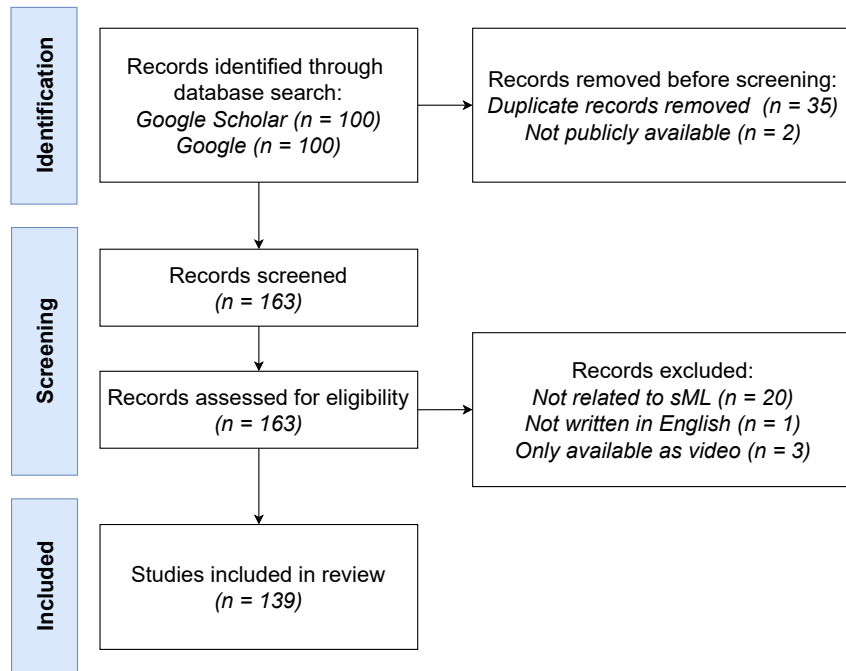 Identification
Records identified through
database search:
Google Scholar (n = 100)
Google (n = 100)
Records removed before screening:
Duplicate records removed (n = 35)
Not publicly available (n = 2)
Screening
Records screened
(n = 163)
Records assessed for eligibility
(n = 163)
Records excluded:
Not related to sML (n = 20)
Not written in English (n = 1)
Only available as video (n = 3)
Included
Studies included in review
(n = 139)